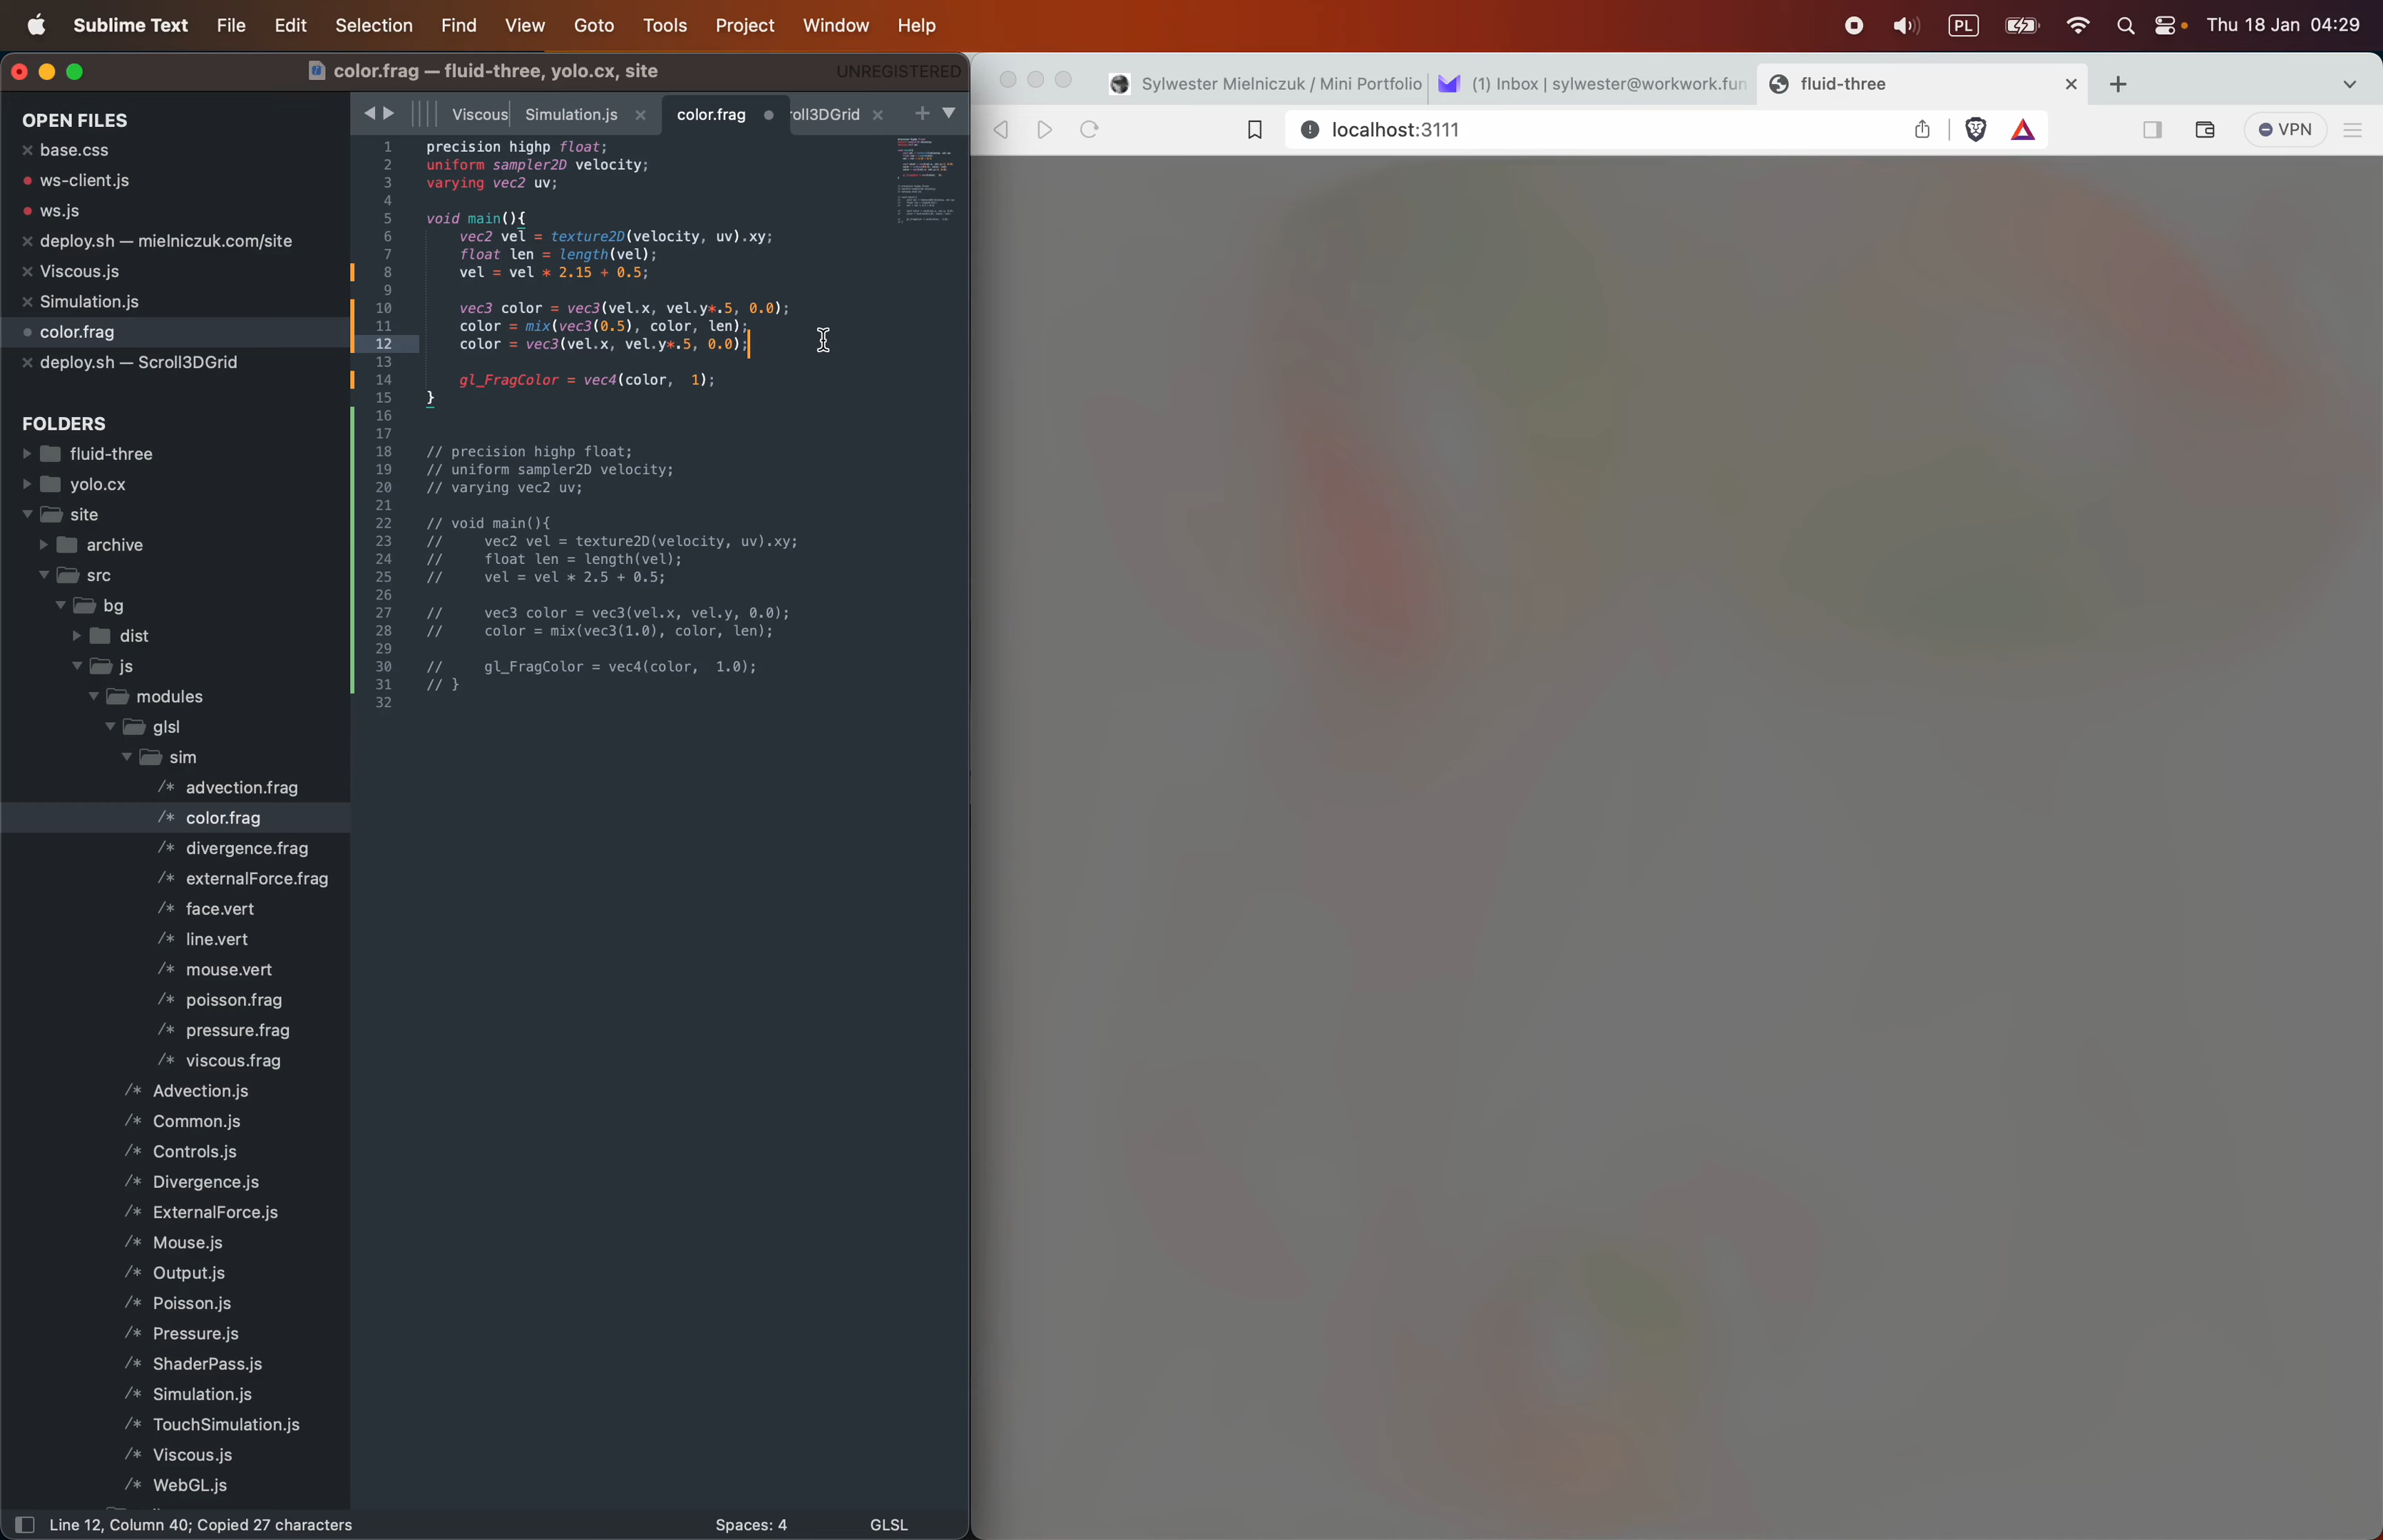 Sublime Text File Edit Selection Find View Goto Tools Project Window Help PL Thu 18 Jan 04:29
color.frag — fluid-three, yolo.cx, site UNREGISTERED
Sylwester Mielniczuk / Mini Portfolio (1) Inbox | sylwester@workwork.fun fluid-three
localhost:3111 VPN
OPEN FILES
base.css
ws-client.js
ws.js
deploy.sh — mielniczuk.com/site
Viscous.js
Simulation.js
color.frag
deploy.sh — Scroll3DGrid
FOLDERS
fluid-three
yolo.cx
site
archive
src
bg
dist
js
modules
glsl
sim
/* advection.frag
/* color.frag
/* divergence.frag
/* externalForce.frag
/* face.vert
/* line.vert
/* mouse.vert
/* poisson.frag
/* pressure.frag
/* viscous.frag
/* Advection.js
/* Common.js
/* Controls.js
/* Divergence.js
/* ExternalForce.js
/* Mouse.js
/* Output.js
/* Poisson.js
/* Pressure.js
/* ShaderPass.js
/* Simulation.js
/* TouchSimulation.js
/* Viscous.js
/* WebGL.js
Viscous Simulation.js color.frag roll3DGrid
1 precision highp float;
2 uniform sampler2D velocity;
3 varying vec2 uv;
4
5 void main(){
6 vec2 vel = texture2D(velocity, uv).xy;
7 float len = length(vel);
8 vel = vel * 2.15 + 0.5;
9
10 vec3 color = vec3(vel.x, vel.y*.5, 0.0);
11 color = mix(vec3(0.5), color, len);
12 color = vec3(vel.x, vel.y*.5, 0.0);
13
14 gl_FragColor = vec4(color, 1);
15 }
16
17
18 // precision highp float;
19 // uniform sampler2D velocity;
20 // varying vec2 uv;
21
22 // void main(){
23 // vec2 vel = texture2D(velocity, uv).xy;
24 // float len = length(vel);
25 // vel = vel * 2.5 + 0.5;
26
27 // vec3 color = vec3(vel.x, vel.y, 0.0);
28 // color = mix(vec3(1.0), color, len);
29
30 // gl_FragColor = vec4(color, 1.0);
31 // }
32
Line 12, Column 40; Copied 27 characters Spaces: 4 GLSL